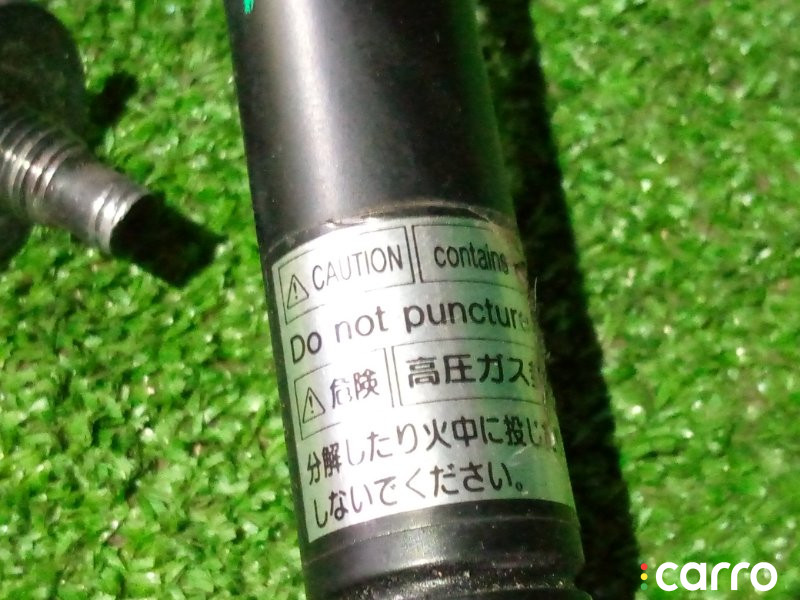 ⚠ CAUTION contains
Do not puncture
⚠ 危険 高圧ガス
分解したり火中に投じ
しないでください。
carro